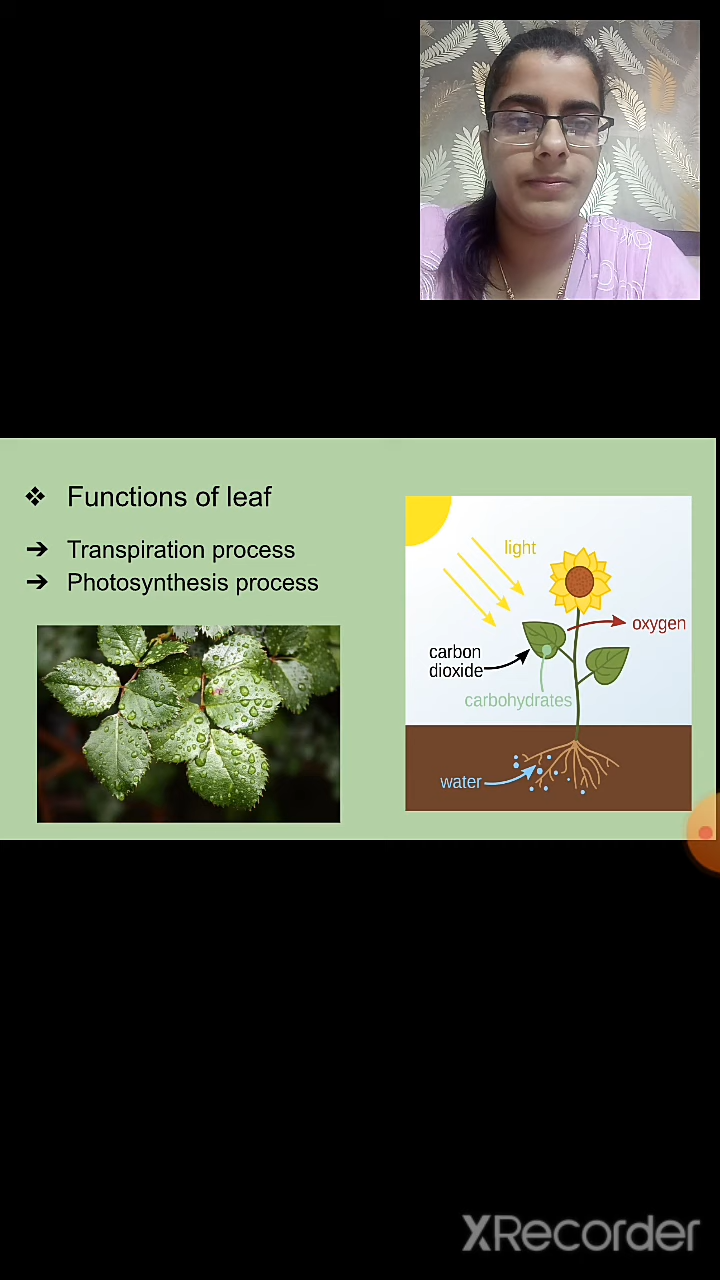 ❖ Functions of leaf
➔ Transpiration process
➔ Photosynthesis process
light
oxygen
carbon
dioxide
carbohydrates
water
XRecorder